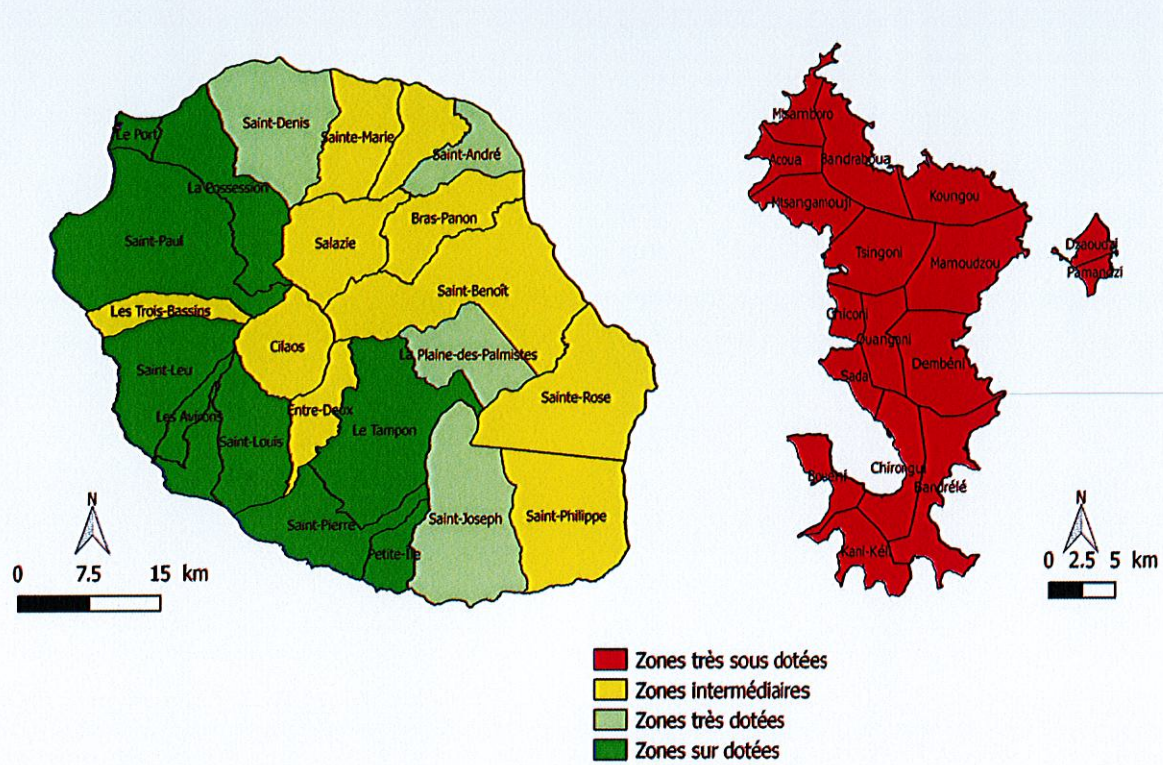 Saint-Denis
Le Port
Sainte-Marie
Saint-André
La Possession
Bras-Panon
Saint-Paul
Salazie
Saint-Benoît
Les Trois-Bassins
Cilaos
La Plaine-des-Palmistes
Saint-Leu
Sainte-Rose
Les Avirons
Entre-Deux
Le Tampon
Saint-Louis
Saint-Pierre
Saint-Joseph
Saint-Philippe
Petite-Île
N
0 7.5 15 km
Mtsamboro
Acoua
Bandraboua
Mtsangamouji
Koungou
Tsingoni
Mamoudzou
Dzaoudzi
Pamandzi
Chiconi
Ouangani
Dembéni
Sada
Bouéni
Chirongui
Bandrélé
Kani-Kéli
N
0 2.5 5 km
Zones très sous dotées
Zones intermédiaires
Zones très dotées
Zones sur dotées